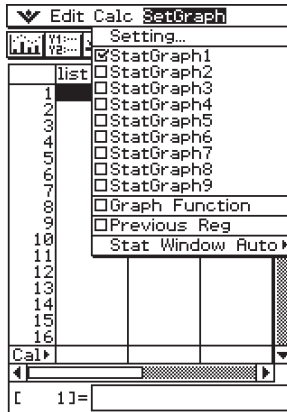 Edit Calc SetGraph
Y1:
Y2:
Setting...
StatGraph1
StatGraph2
StatGraph3
StatGraph4
StatGraph5
StatGraph6
StatGraph7
StatGraph8
StatGraph9
Graph Function
Previous Reg
Stat Window Auto
list
1
2
3
4
5
6
7
8
9
10
11
12
13
14
15
16
Cal
[ 1]=